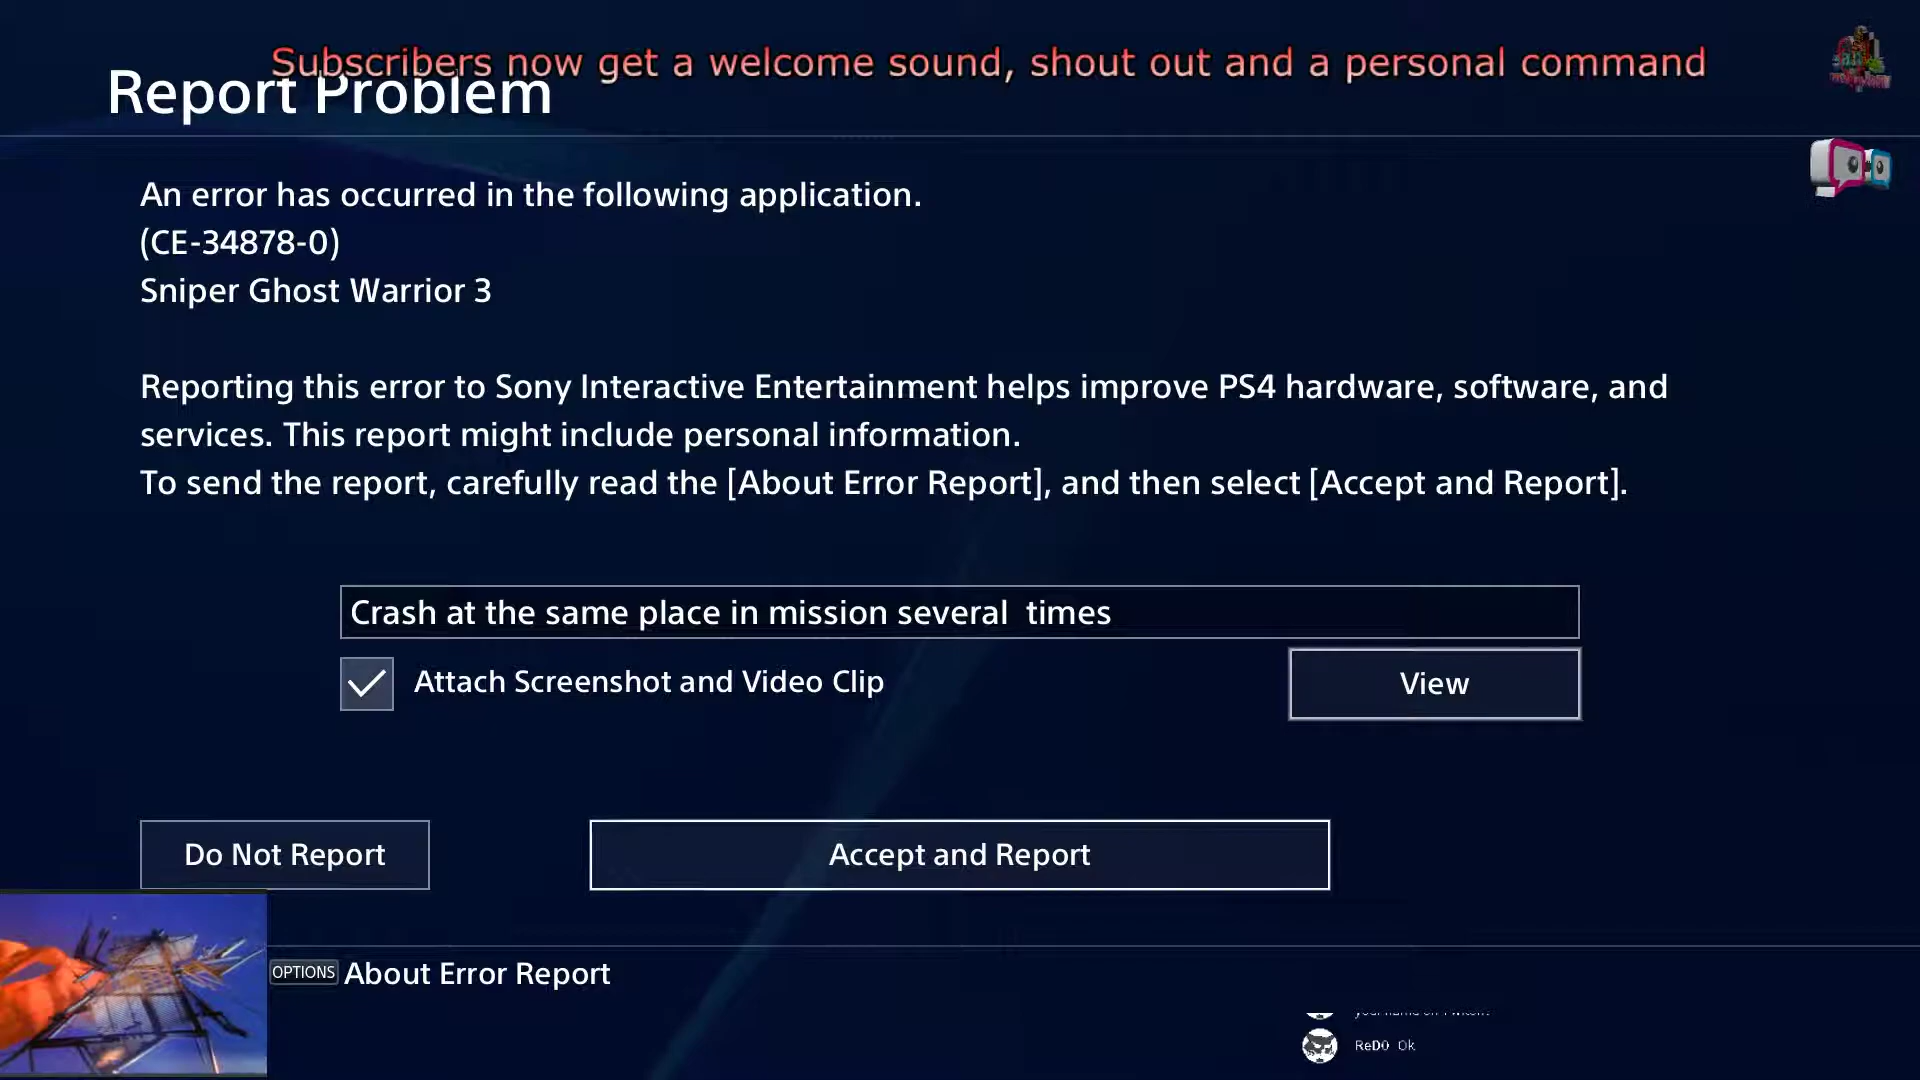 Subscribers now get a welcome sound, shout out and a personal command
Report Problem
An error has occurred in the following application.
(CE-34878-0)
Sniper Ghost Warrior 3
Reporting this error to Sony Interactive Entertainment helps improve PS4 hardware, software, and
services. This report might include personal information.
To send the report, carefully read the [About Error Report], and then select [Accept and Report].
Crash at the same place in mission several  times
Attach Screenshot and Video Clip
View
Do Not Report
Accept and Report
OPTIONS About Error Report
ReDO Ok